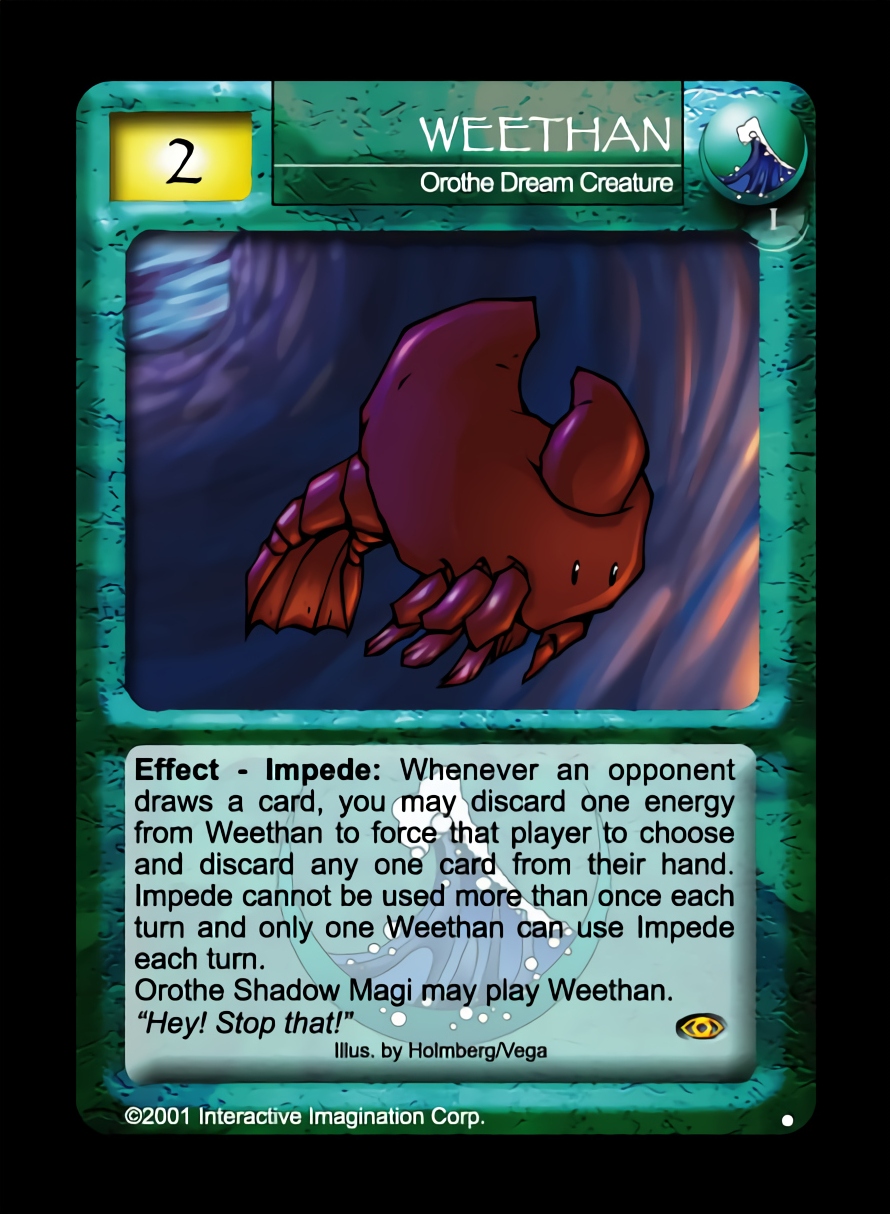 2
WEETHAN
Orothe Dream Creature
I
Effect - Impede: Whenever an opponent
draws a card, you may discard one energy
from Weethan to force that player to choose
and discard any one card from their hand.
Impede cannot be used more than once each
turn and only one Weethan can use Impede
each turn.
Orothe Shadow Magi may play Weethan.
“Hey! Stop that!”
Illus. by Holmberg/Vega
©2001 Interactive Imagination Corp.